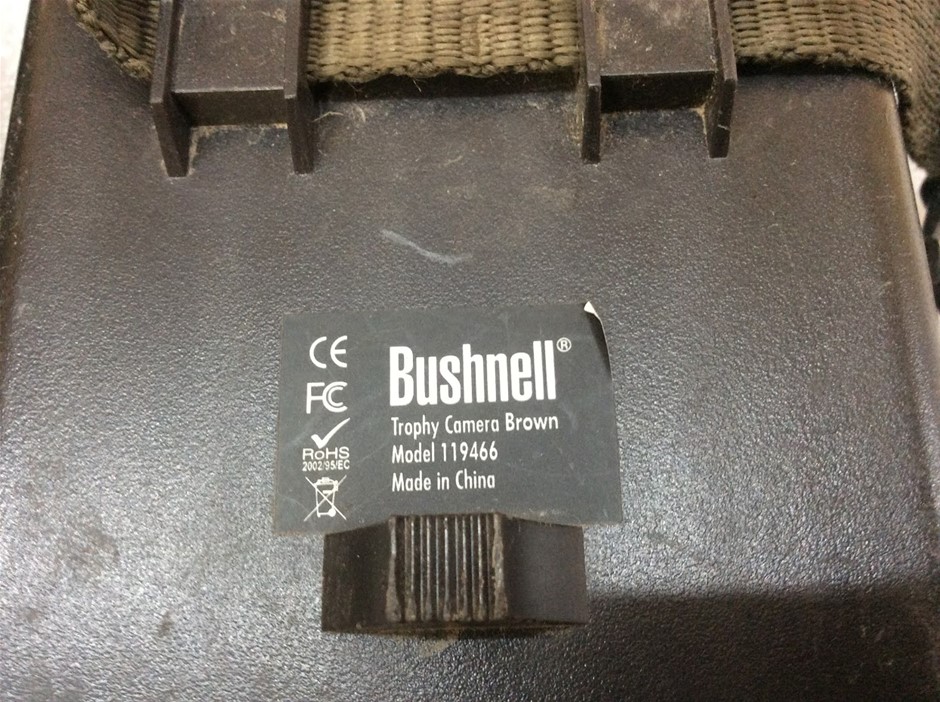 CE
FC
RoHS
2002/95/EC
Bushnell®
Trophy Camera Brown
Model 119466
Made in China